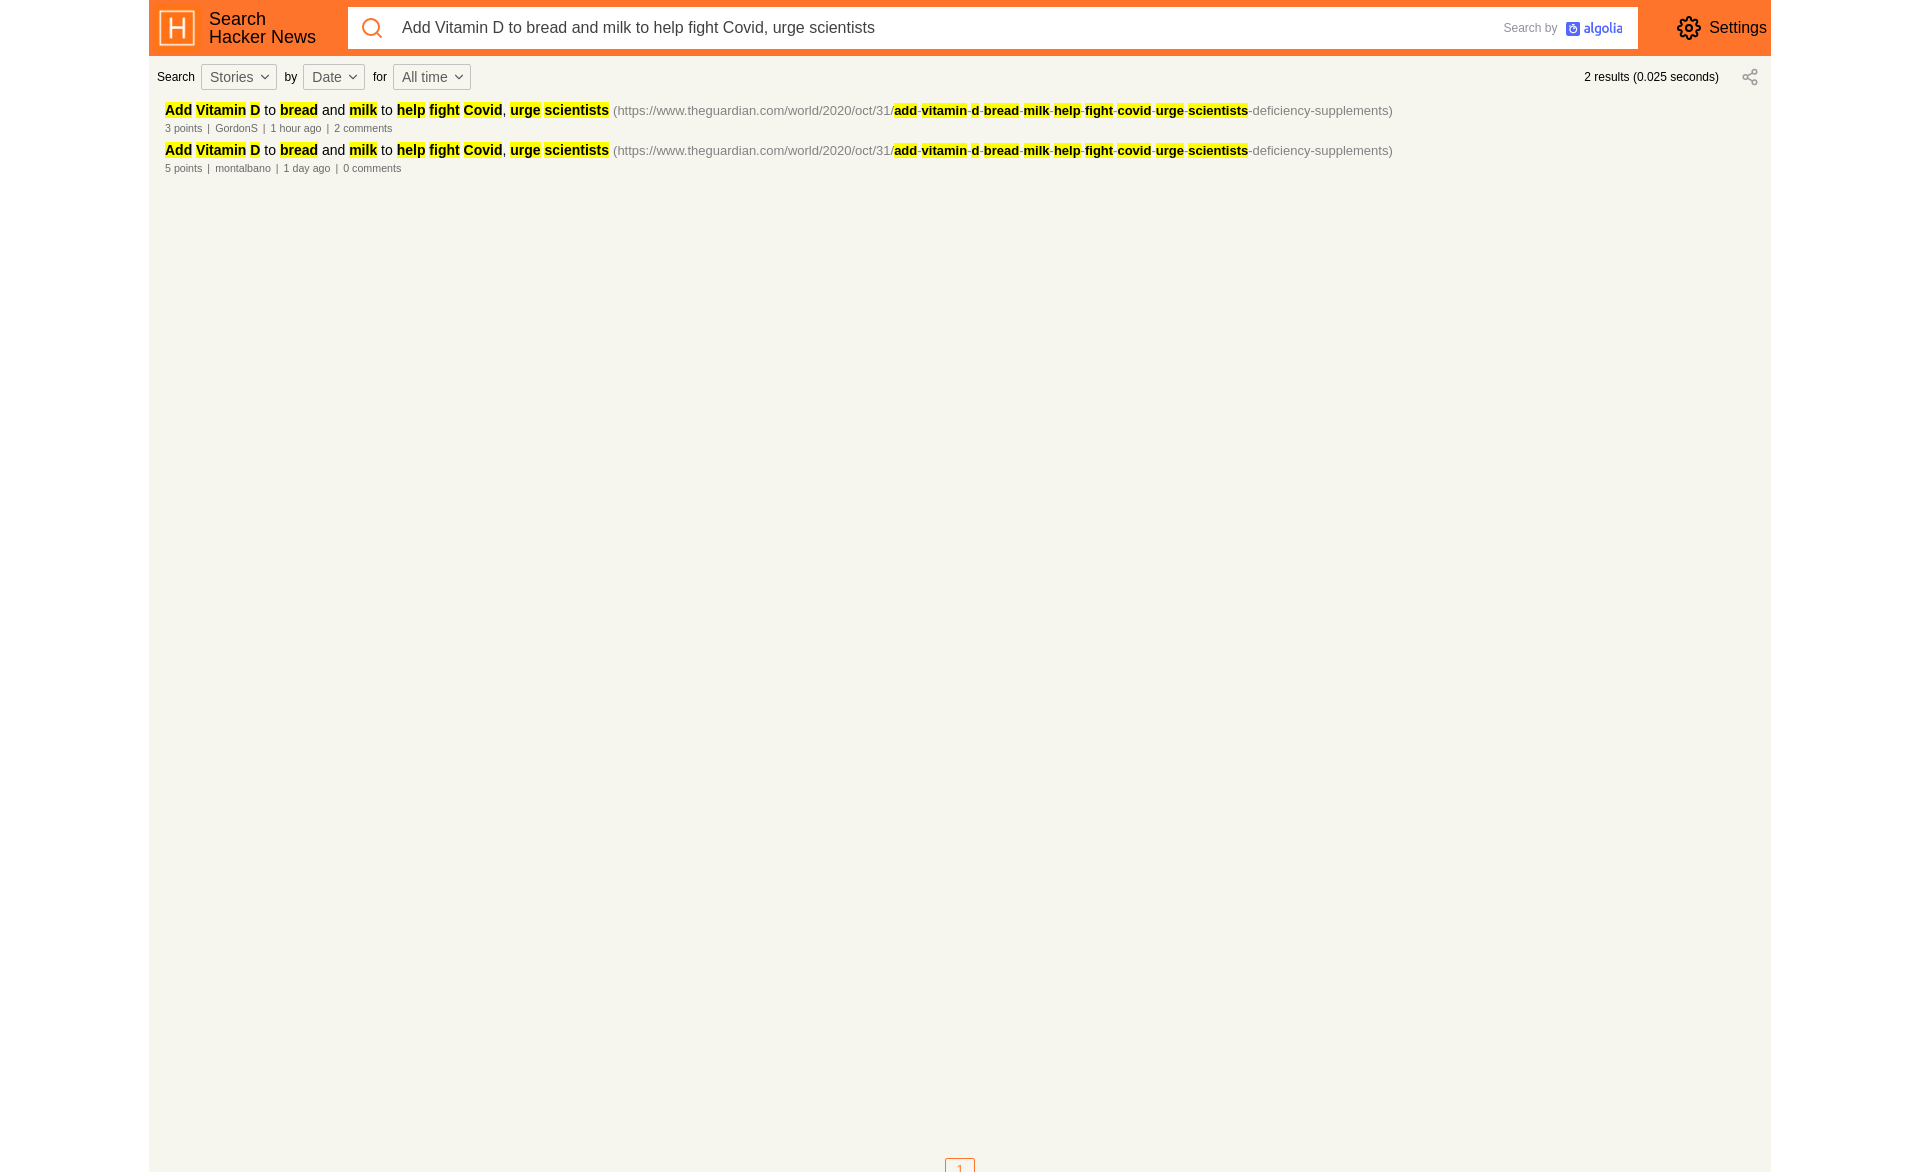 H
Search
Hacker News
Add Vitamin D to bread and milk to help fight Covid, urge scientists
Search by algolia
Settings
Search Stories by Date for All time
2 results (0.025 seconds)
Add Vitamin D to bread and milk to help fight Covid, urge scientists (https://www.theguardian.com/world/2020/oct/31/add-vitamin-d-bread-milk-help-fight-covid-urge-scientists-deficiency-supplements)
3 points | GordonS | 1 hour ago | 2 comments
Add Vitamin D to bread and milk to help fight Covid, urge scientists (https://www.theguardian.com/world/2020/oct/31/add-vitamin-d-bread-milk-help-fight-covid-urge-scientists-deficiency-supplements)
5 points | montalbano | 1 day ago | 0 comments
1